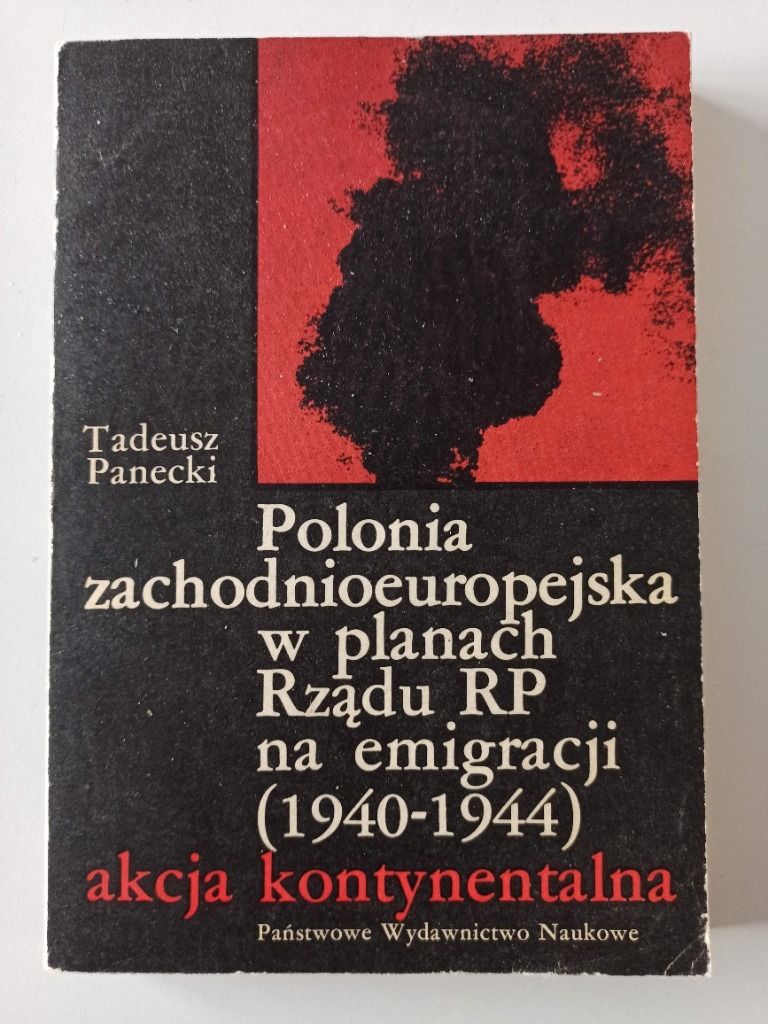 Tadeusz
Panecki
Polonia
zachodnioeuropejska
w planach
Rządu RP
na emigracji
(1940-1944)
akcja kontynentalna
Państwowe Wydawnictwo Naukowe